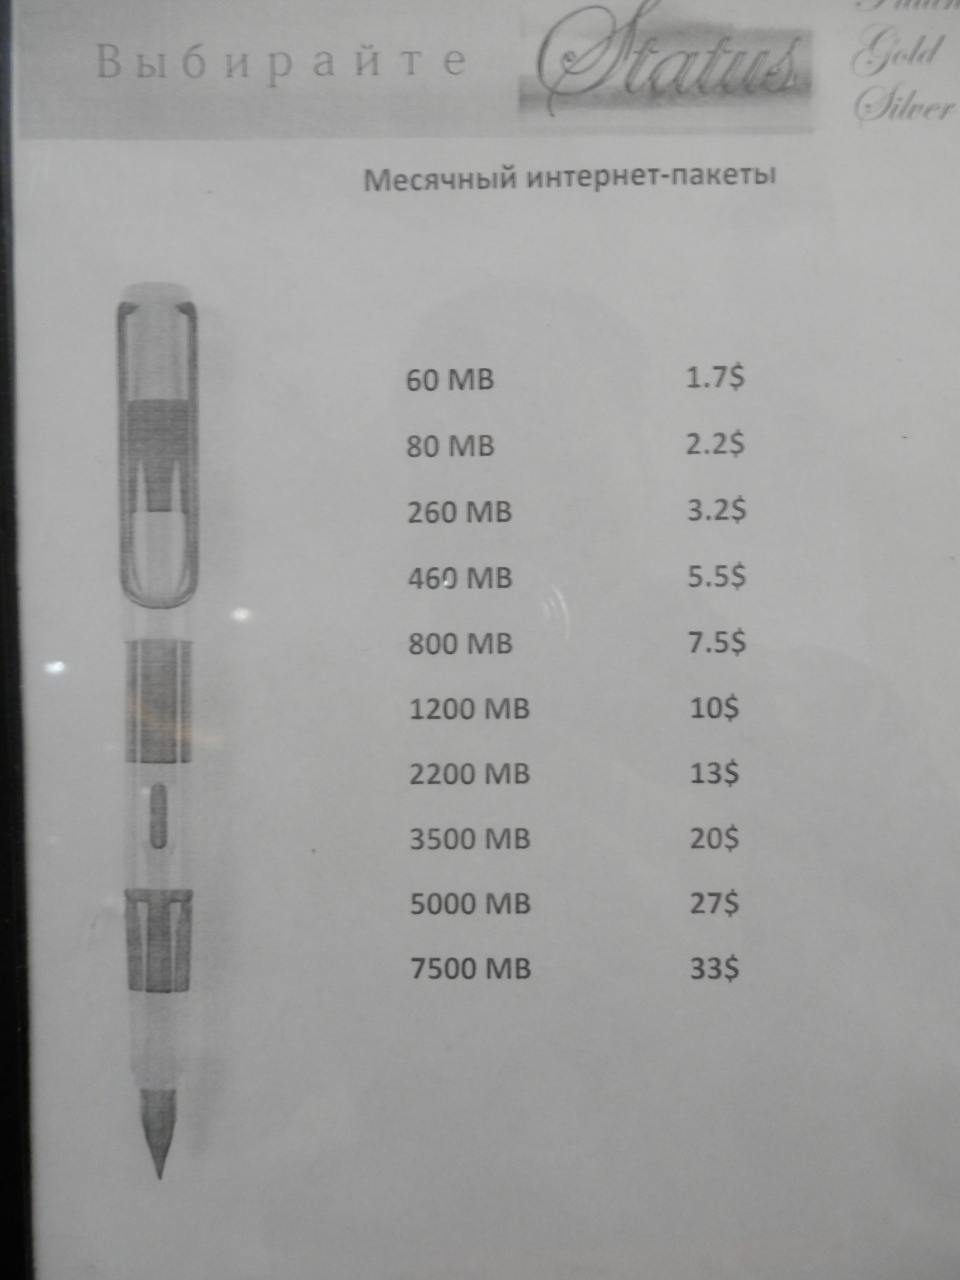 Выбирайте Status
Gold
Silver
Месячный интернет-пакеты
60 MB 1.7$
80 MB 2.2$
260 MB 3.2$
460 MB 5.5$
800 MB 7.5$
1200 MB 10$
2200 MB 13$
3500 MB 20$
5000 MB 27$
7500 MB 33$